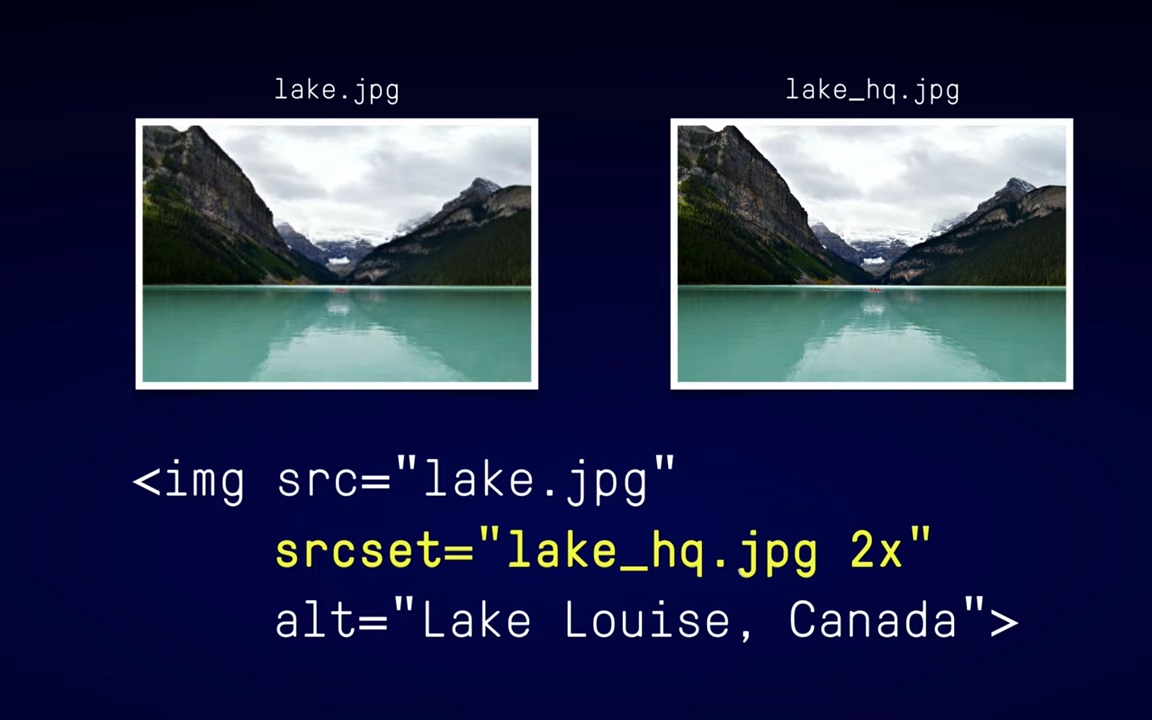 lake.jpg
lake_hq.jpg
<img src="lake.jpg"
srcset="lake_hq.jpg 2x"
alt="Lake Louise, Canada">